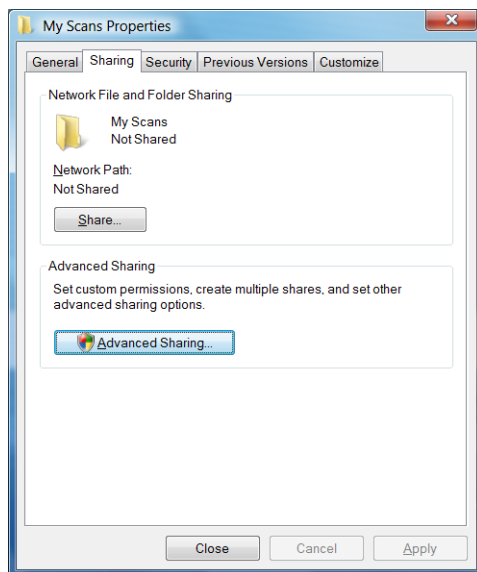 My Scans Properties
General Sharing Security Previous Versions Customize
Network File and Folder Sharing
My Scans
Not Shared
Network Path:
Not Shared
Share...
Advanced Sharing
Set custom permissions, create multiple shares, and set other
advanced sharing options.
Advanced Sharing...
Close Cancel Apply